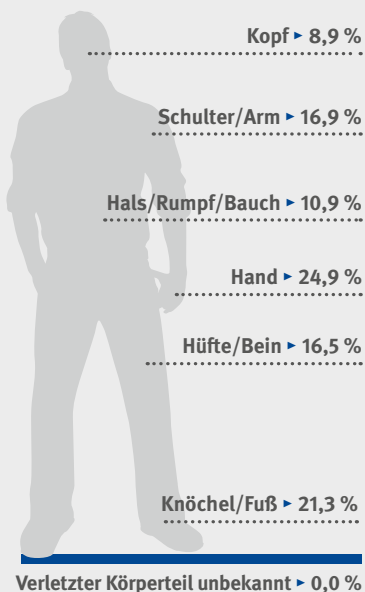 Kopf ► 8,9 %
Schulter/Arm ► 16,9 %
Hals/Rumpf/Bauch ► 10,9 %
Hand ► 24,9 %
Hüfte/Bein ► 16,5 %
Knöchel/Fuß ► 21,3 %
Verletzter Körperteil unbekannt ► 0,0 %